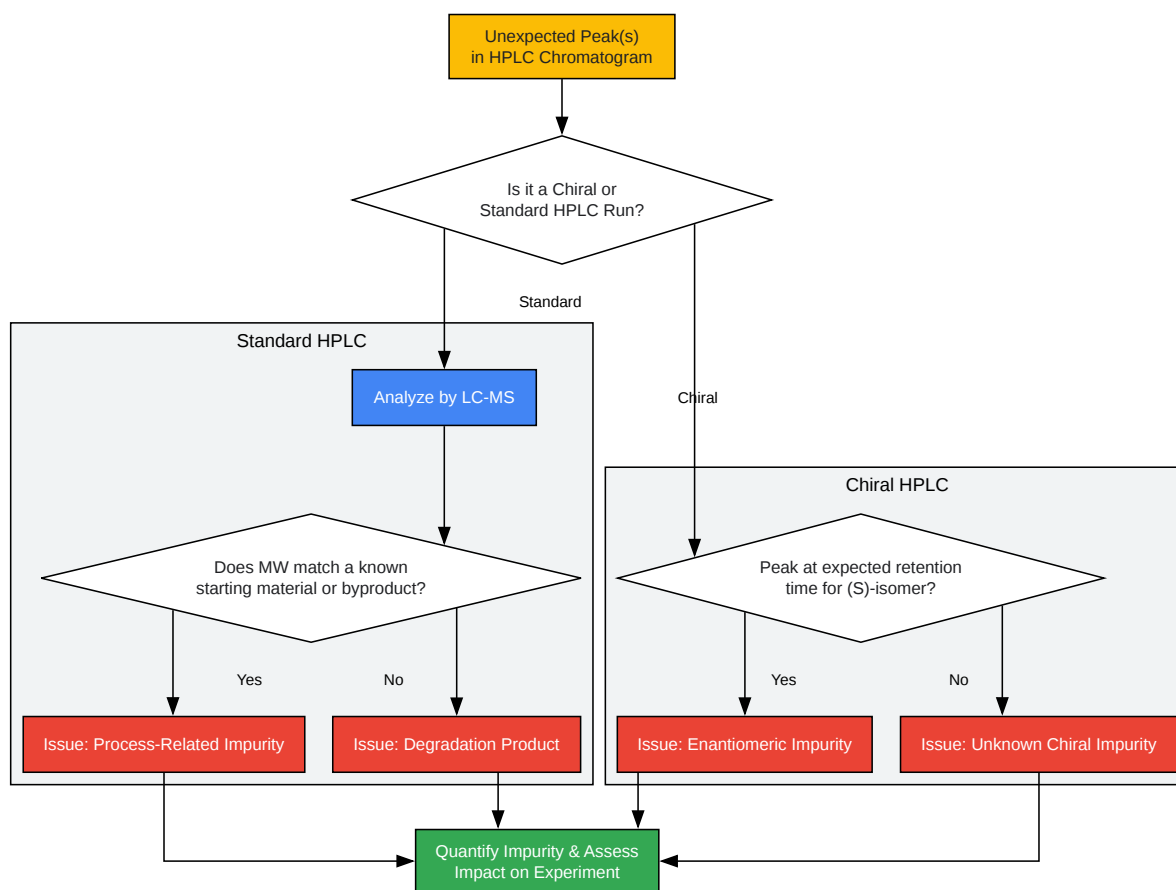 Unexpected Peak(s)
in HPLC Chromatogram
Is it a Chiral or
Standard HPLC Run?
Standard
Standard HPLC
Analyze by LC-MS
Chiral
Chiral HPLC
Does MW match a known
starting material or byproduct?
Peak at expected retention
time for (S)-isomer?
Yes
No
Yes
No
Issue: Process-Related Impurity
Issue: Degradation Product
Issue: Enantiomeric Impurity
Issue: Unknown Chiral Impurity
Quantify Impurity & Assess
Impact on Experiment